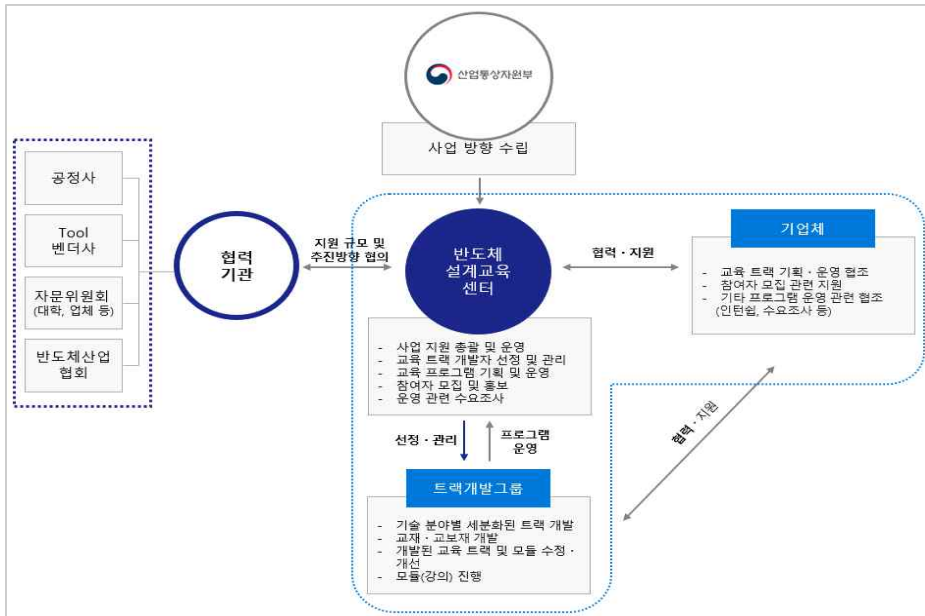 산업통상자원부
사업 방향 수립
공정사
Tool
벤더사
자문위원회
(대학, 업체 등)
반도체산업
협회
협력
기관
지원 규모 및
추진방향 협의
반도체
설계교육
센터
협력·지원
기업체
- 교육 트랙 기획·운영 협조
- 참여자 모집 관련 지원
- 기타 프로그램 운영 관련 협조
(인턴쉽, 수요조사 등)
- 사업 지원 총괄 및 운영
- 교육 트랙 개발자 선정 및 관리
- 교육 프로그램 기획 및 운영
- 참여자 모집 및 홍보
- 운영 관련 수요조사
선정·관리
프로그램
운영
협력·지원
트랙개발그룹
- 기술 분야별 세분화된 트랙 개발
- 교재·교보재 개발
- 개발된 교육 트랙 및 모듈 수정·
개선
- 모듈(강의) 진행